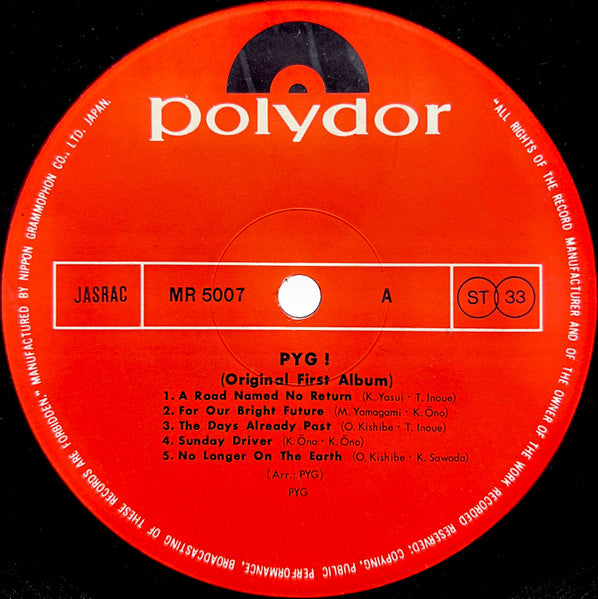 polydor
"ALL RIGHTS OF THE RECORD MANUFACTURER AND OF THE OWNER OF THE WORK RECORDED RESERVED; COPYING, PUBLIC PERFORMANCE, BROADCASTING OF THESE RECORDS ARE FORBIDDEN." MANUFACTURED BY NIPPON GRAMMOPHON CO., LTD. JAPAN.
JASRAC MR 5007 A ST 33
PYG !
(Original First Album)
1. A Road Named No Return (K. Yasui · T. Inoue)
2. For Our Bright Future (M. Yamagami · K. Ōno)
3. The Days Already Past (O. Kishibe · T. Inoue)
4. Sunday Driver (K. Ōno · K. Ōno)
5. No Longer On The Earth (O. Kishibe · K. Sawada)
(Arr.: PYG)
PYG